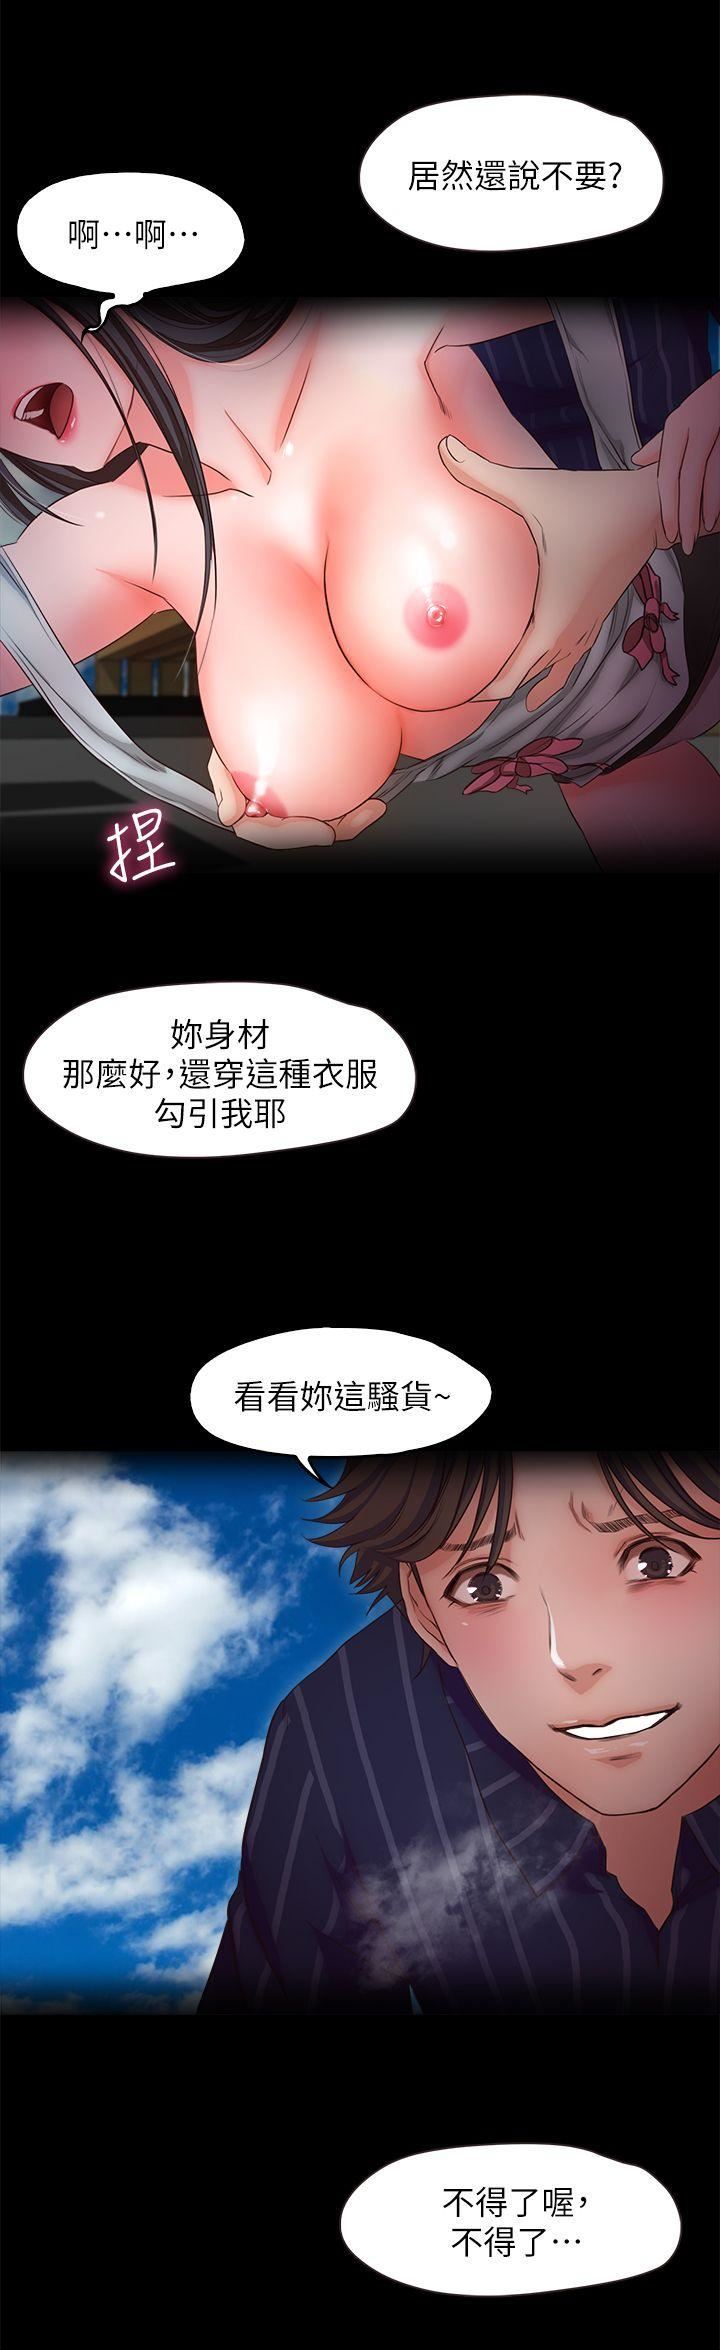 居然還說不要?
啊…啊…
捏
妳身材
那麼好，還穿這種衣服
勾引我耶
看看妳這騷貨~
不得了喔，
不得了…